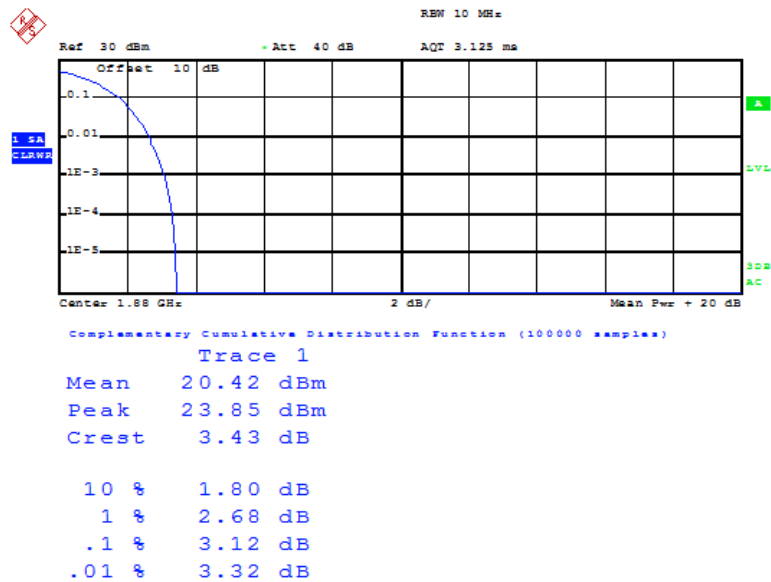 R S
RBW 10 MHz
Ref 30 dBm * Att 40 dB AQT 3.125 ms
Offset 10 dB
0.1
A
0.01
1 SA
CLRWR
1E-3
LVL
1E-4
1E-5
3DB
AC
Center 1.88 GHz 2 dB/ Mean Pwr + 20 dB
Complementary Cumulative Distribution Function (100000 samples)
Trace 1
Mean 20.42 dBm
Peak 23.85 dBm
Crest 3.43 dB
10 % 1.80 dB
1 % 2.68 dB
.1 % 3.12 dB
.01 % 3.32 dB